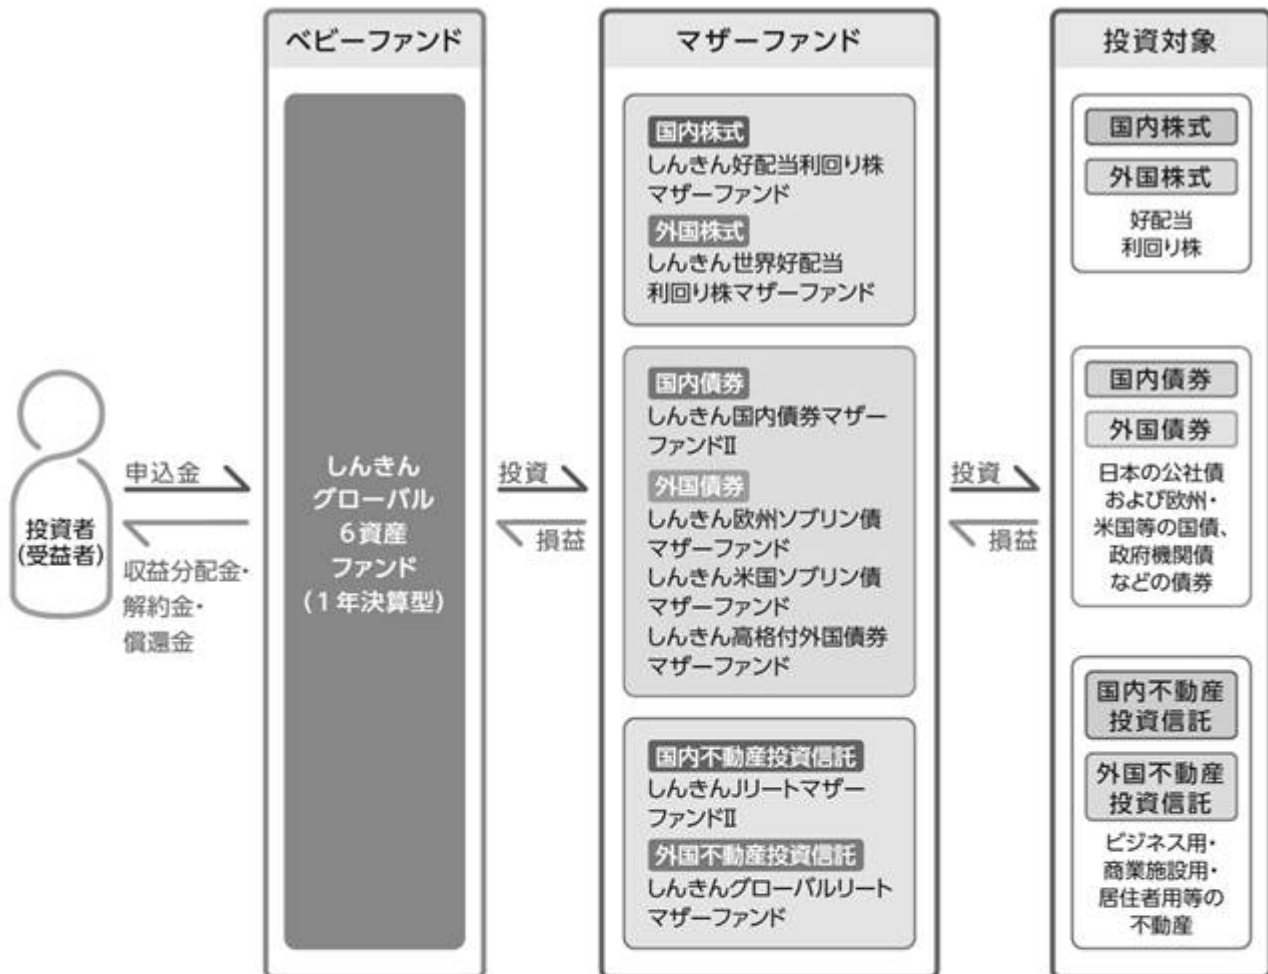 ベビーファンド
マザーファンド
投資対象
投資者
(受益者)
申込金
収益分配金・
解約金・
償還金
しんきん
グローバル
6資産
ファンド
(1年決算型)
投資
損益
国内株式
しんきん好配当利回り株
マザーファンド
外国株式
しんきん世界好配当
利回り株マザーファンド
国内債券
しんきん国内債券マザー
ファンドⅡ
外国債券
しんきん欧州ソブリン債
マザーファンド
しんきん米国ソブリン債
マザーファンド
しんきん高格付外国債券
マザーファンド
国内不動産投資信託
しんきんJリートマザー
ファンドⅡ
外国不動産投資信託
しんきんグローバルリート
マザーファンド
投資
損益
国内株式
外国株式
好配当
利回り株
国内債券
外国債券
日本の公社債
および欧州・
米国等の国債、
政府機関債
などの債券
国内不動産
投資信託
外国不動産
投資信託
ビジネス用・
商業施設用・
居住者用等の
不動産